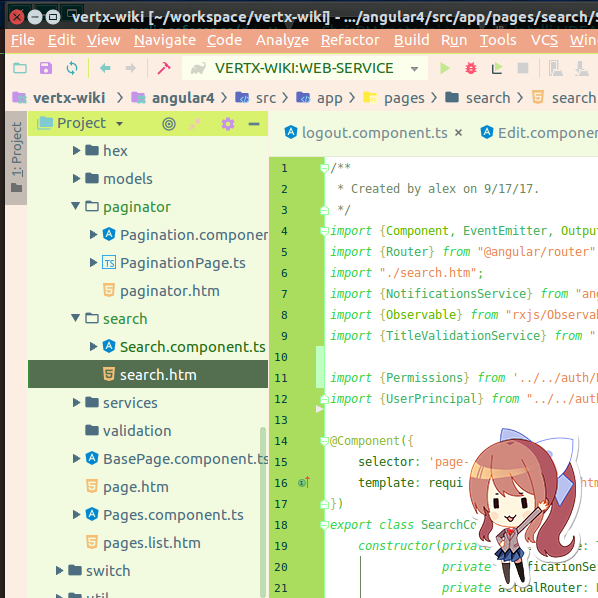 vertx-wiki [~/workspace/vertx-wiki] - .../angular4/src/app/pages/search/
File Edit View Navigate Code Analyze Refactor Build Run Tools VCS
VERTX-WIKI:WEB-SERVICE
vertx-wiki angular4 src app pages search search
1: Project
Project
hex
models
paginator
Pagination.componen
PaginationPage.ts
paginator.htm
search
Search.component.ts
search.htm
services
validation
BasePage.component.ts
page.htm
Pages.component.ts
pages.list.htm
switch
util
logout.component.ts × Edit.componen
1 /**
2 * Created by alex on 9/17/17.
3 */
4 import {Component, EventEmitter, Outpu
5 import {Router} from "@angular/router"
6 import "./search.htm";
7 import {NotificationsService} from "an
8 import {Observable} from "rxjs/Observab
9 import {TitleValidationService} from "
10
11 import {Permissions} from '../../auth/
12 import {UserPrincipal} from "../../aut
13
14 @Component({
15 selector: 'page-
16 template: requi htm
17 })
18 export class SearchCo
19 constructor(private e: T
20 private ificationSe
21 private actualRouter: